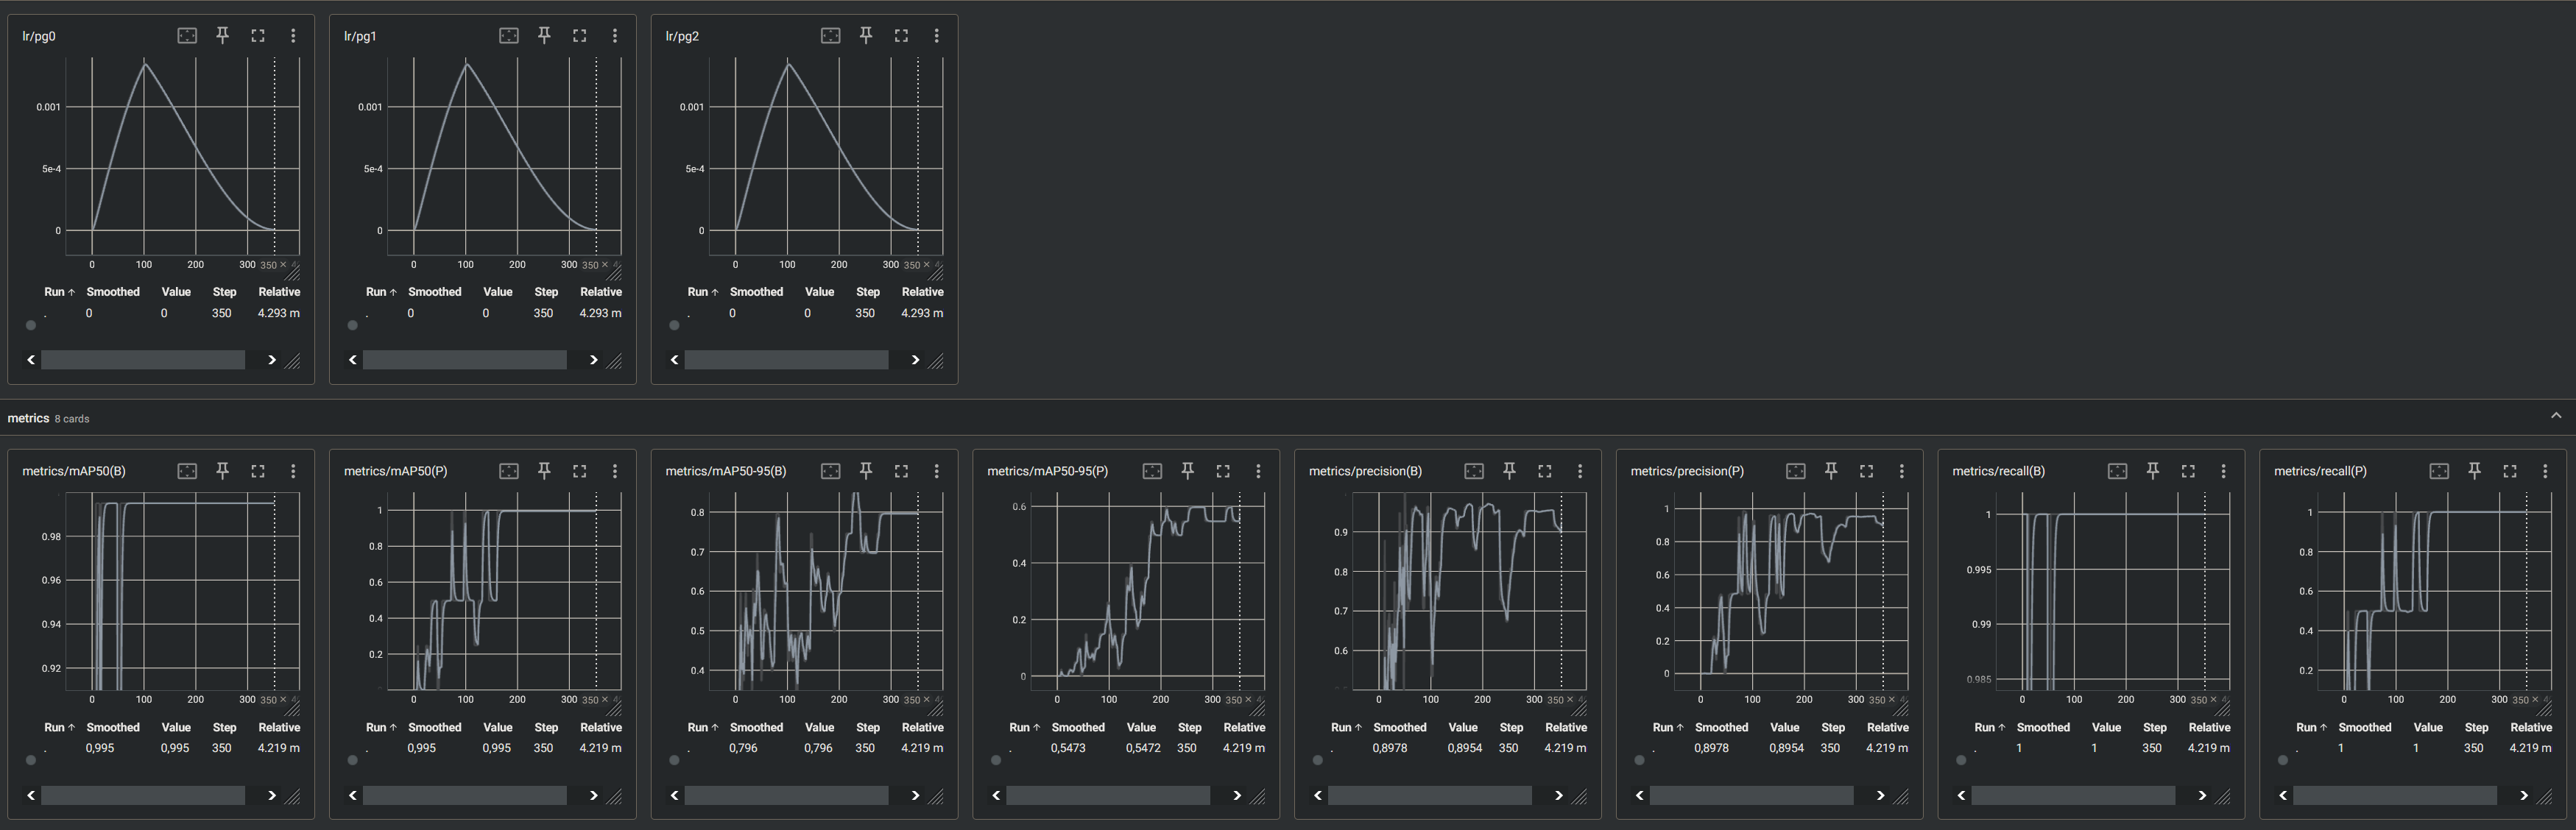 lr/pg0
0.001
5e-4
0
0 100 200 300 350 ×
Run ↑ Smoothed Value Step Relative
. 0 0 350 4.293 m
lr/pg1
0.001
5e-4
0
0 100 200 300 350 ×
Run ↑ Smoothed Value Step Relative
. 0 0 350 4.293 m
lr/pg2
0.001
5e-4
0
0 100 200 300 350 ×
Run ↑ Smoothed Value Step Relative
. 0 0 350 4.293 m
metrics 8 cards
metrics/mAP50(B)
0.98
0.96
0.94
0.92
0 100 200 300 350 ×
Run ↑ Smoothed Value Step Relative
. 0,995 0,995 350 4.219 m
metrics/mAP50(P)
1
0.8
0.6
0.4
0.2
0 100 200 300 350 ×
Run ↑ Smoothed Value Step Relative
. 0,995 0,995 350 4.219 m
metrics/mAP50-95(B)
0.8
0.7
0.6
0.5
0.4
0 100 200 300 350 ×
Run ↑ Smoothed Value Step Relative
. 0,796 0,796 350 4.219 m
metrics/mAP50-95(P)
0.6
0.4
0.2
0
0 100 200 300 350 ×
Run ↑ Smoothed Value Step Relative
. 0,5473 0,5472 350 4.219 m
metrics/precision(B)
0.9
0.8
0.7
0.6
0 100 200 300 350 ×
Run ↑ Smoothed Value Step Relative
. 0,8978 0,8954 350 4.219 m
metrics/precision(P)
1
0.8
0.6
0.4
0.2
0
0 100 200 300 350 ×
Run ↑ Smoothed Value Step Relative
. 0,8978 0,8954 350 4.219 m
metrics/recall(B)
1
0.995
0.99
0.985
0 100 200 300 350 ×
Run ↑ Smoothed Value Step Relative
. 1 1 350 4.219 m
metrics/recall(P)
1
0.8
0.6
0.4
0.2
0 100 200 300 350 ×
Run ↑ Smoothed Value Step Relative
. 1 1 350 4.219 m